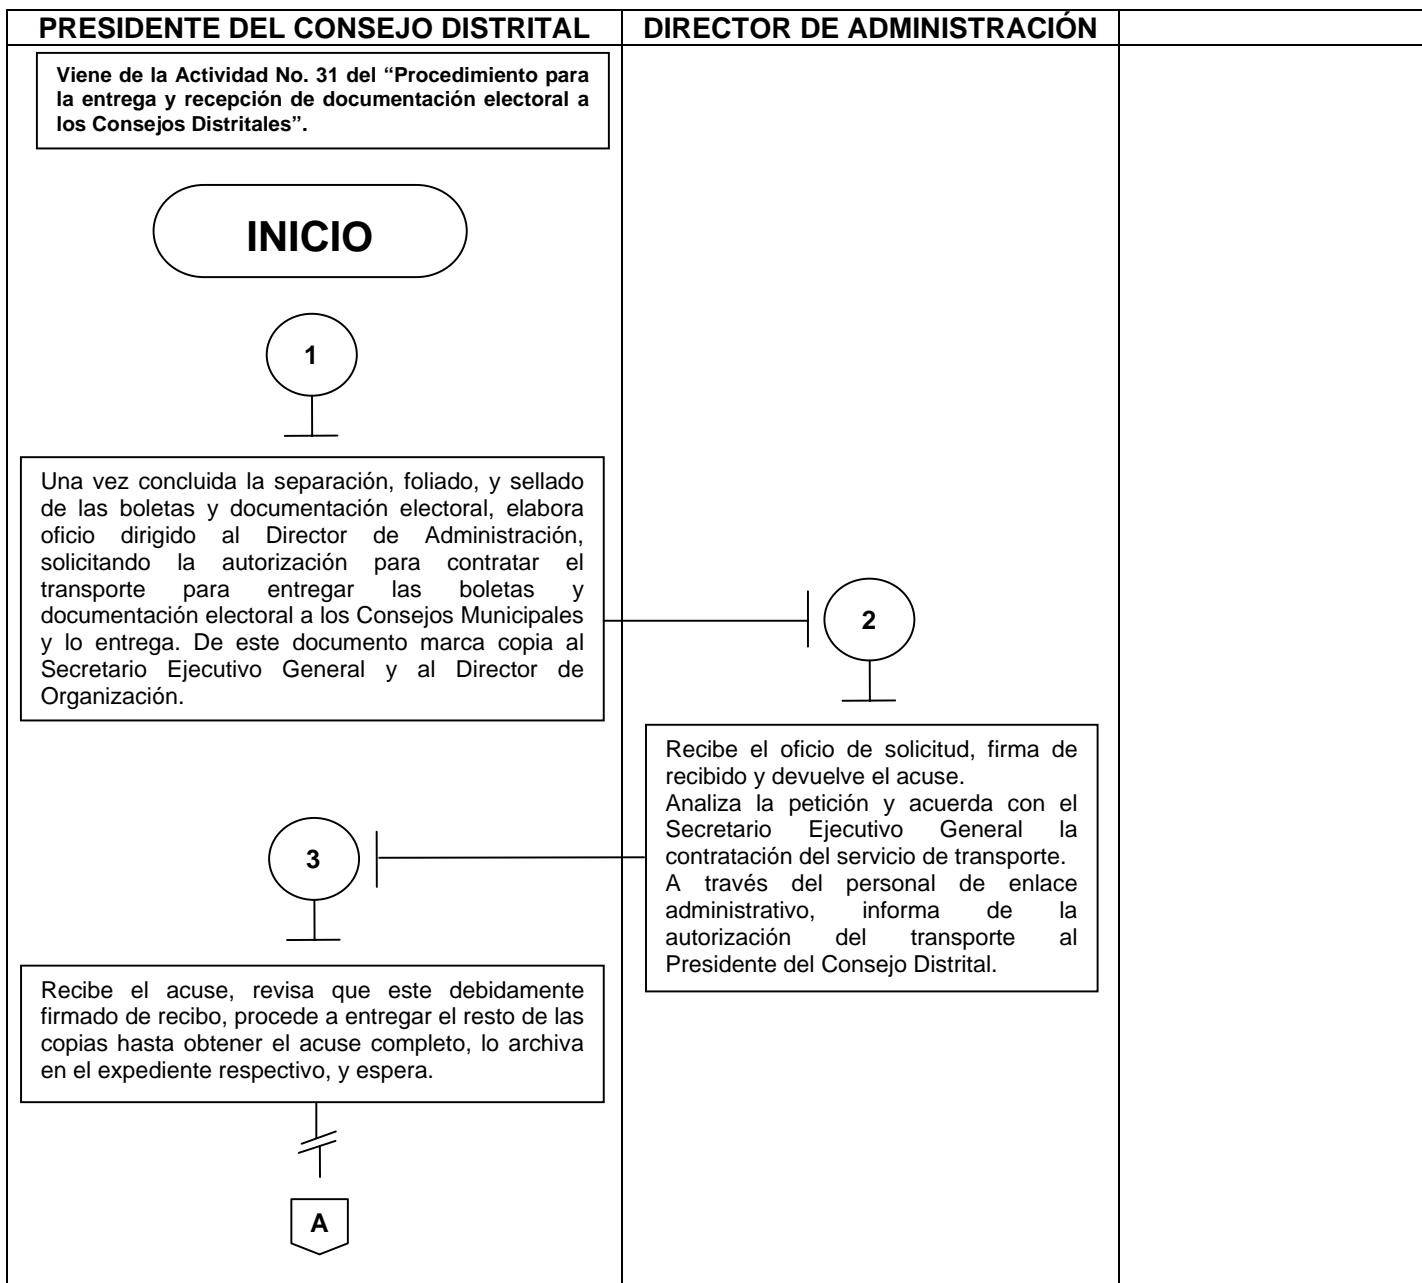 PRESIDENTE DEL CONSEJO DISTRITAL
DIRECTOR DE ADMINISTRACIÓN
Viene de la Actividad No. 31 del “Procedimiento para
la entrega y recepción de documentación electoral a
los Consejos Distritales”.
INICIO
1
Una vez concluida la separación, foliado, y sellado
de las boletas y documentación electoral, elabora
oficio dirigido al Director de Administración,
solicitando la autorización para contratar el
transporte para entregar las boletas y
documentación electoral a los Consejos Municipales
y lo entrega. De este documento marca copia al
Secretario Ejecutivo General y al Director de
Organización.
2
Recibe el oficio de solicitud, firma de
recibido y devuelve el acuse.
Analiza la petición y acuerda con el
Secretario Ejecutivo General la
contratación del servicio de transporte.
A través del personal de enlace
administrativo, informa de la
autorización del transporte al
Presidente del Consejo Distrital.
3
Recibe el acuse, revisa que este debidamente
firmado de recibo, procede a entregar el resto de las
copias hasta obtener el acuse completo, lo archiva
en el expediente respectivo, y espera.
A